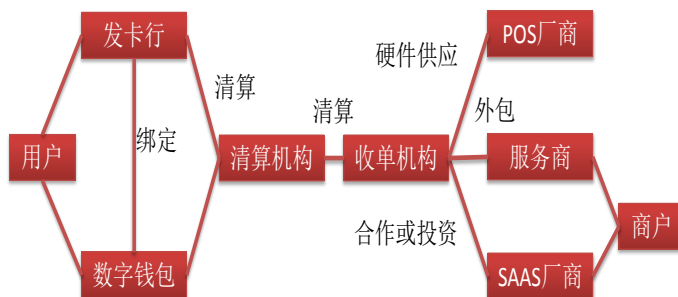 发卡行
POS厂商
硬件供应
清算
清算
外包
绑定
用户
清算机构
收单机构
服务商
商户
合作或投资
数字钱包
SAAS厂商